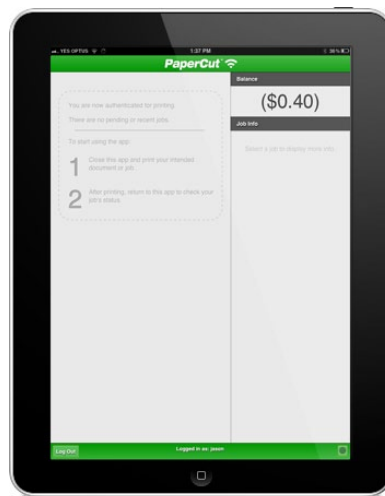 YES OPTUS
1:37 PM
PaperCut
Balance
($0.40)
Job Info
You are now authenticated for printing.
There are no pending or recent jobs.
Select a job to display more info.
To start using the app:
1 Close this app and print your intended
document or job.
2 After printing, return to this app to check your
job's status.
Log Out
Logged in as: jason